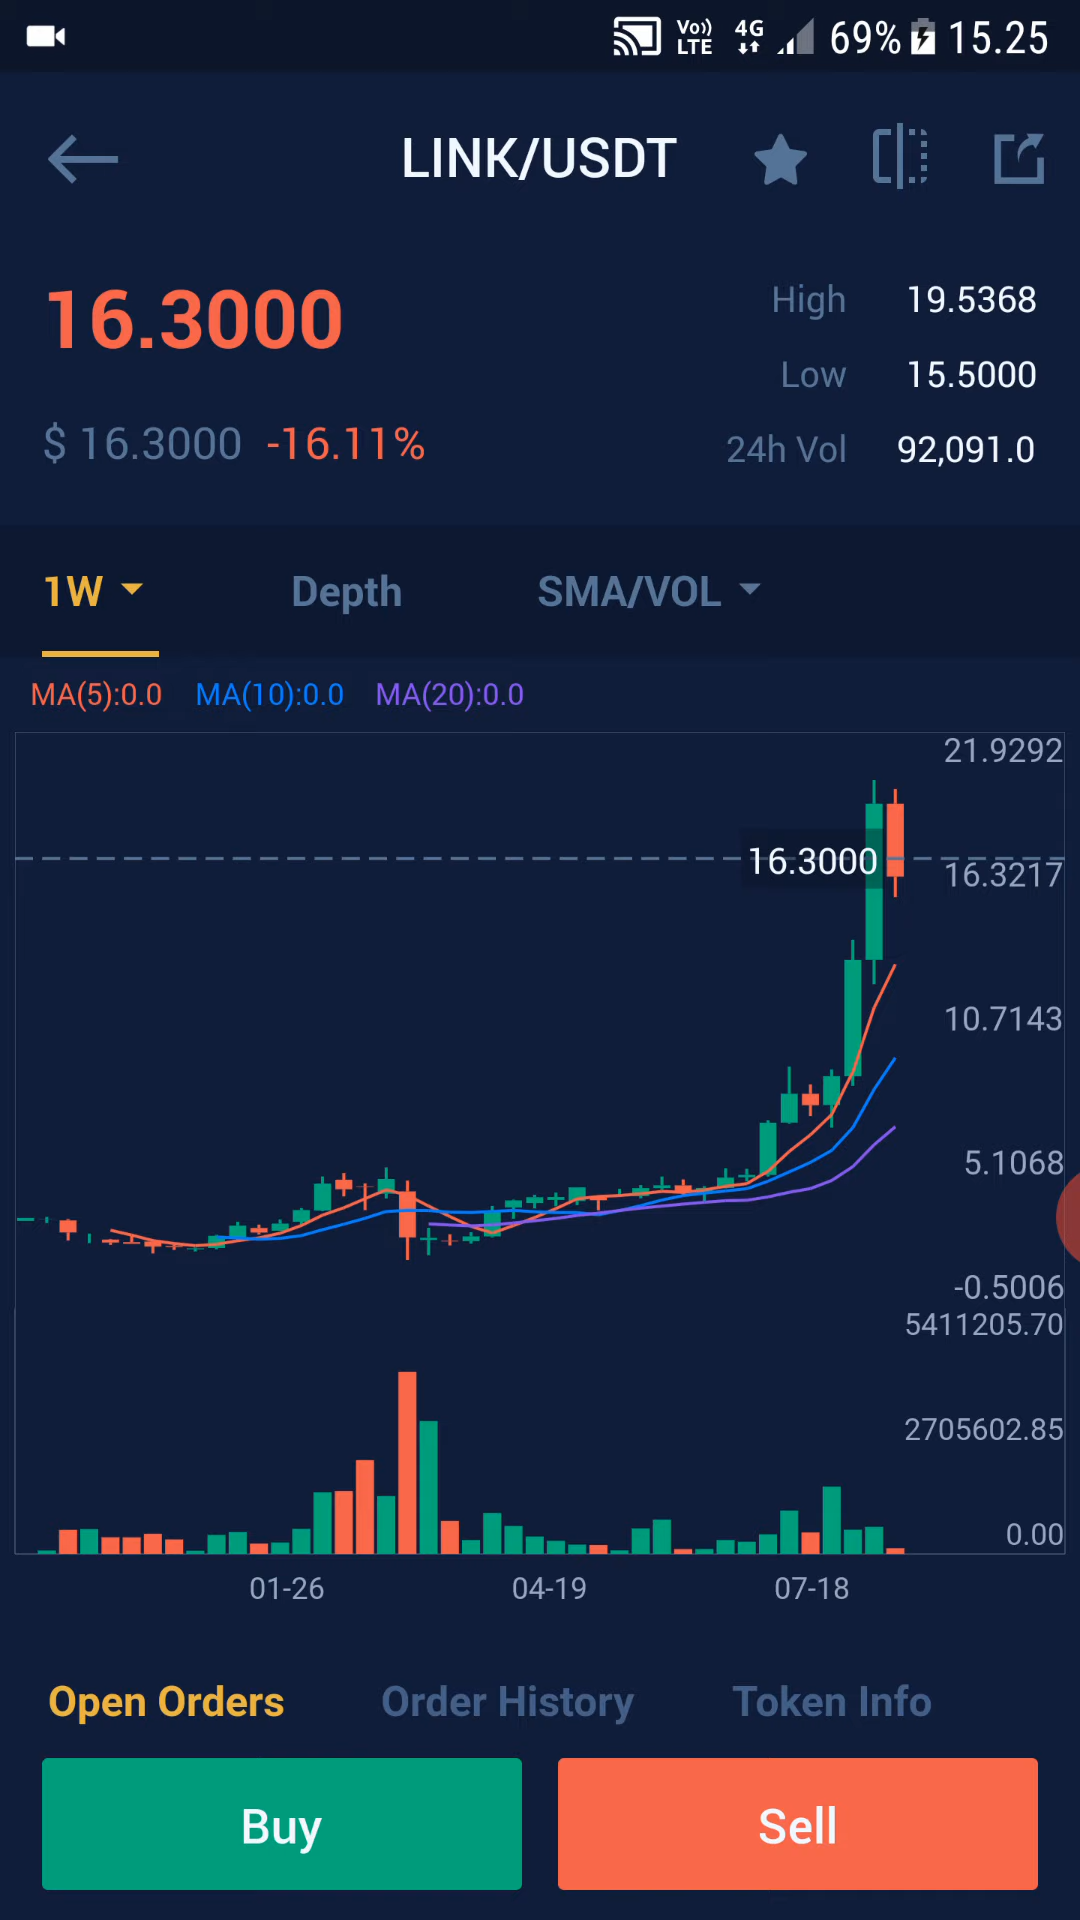 Vo)) LTE 4G 69% 15.25
LINK/USDT
16.3000
High 19.5368
Low 15.5000
$ 16.3000 -16.11%
24h Vol 92,091.0
1W Depth SMA/VOL
MA(5):0.0 MA(10):0.0 MA(20):0.0
21.9292
16.3000
16.3217
10.7143
5.1068
-0.5006
5411205.70
2705602.85
0.00
01-26 04-19 07-18
Open Orders Order History Token Info
Buy Sell